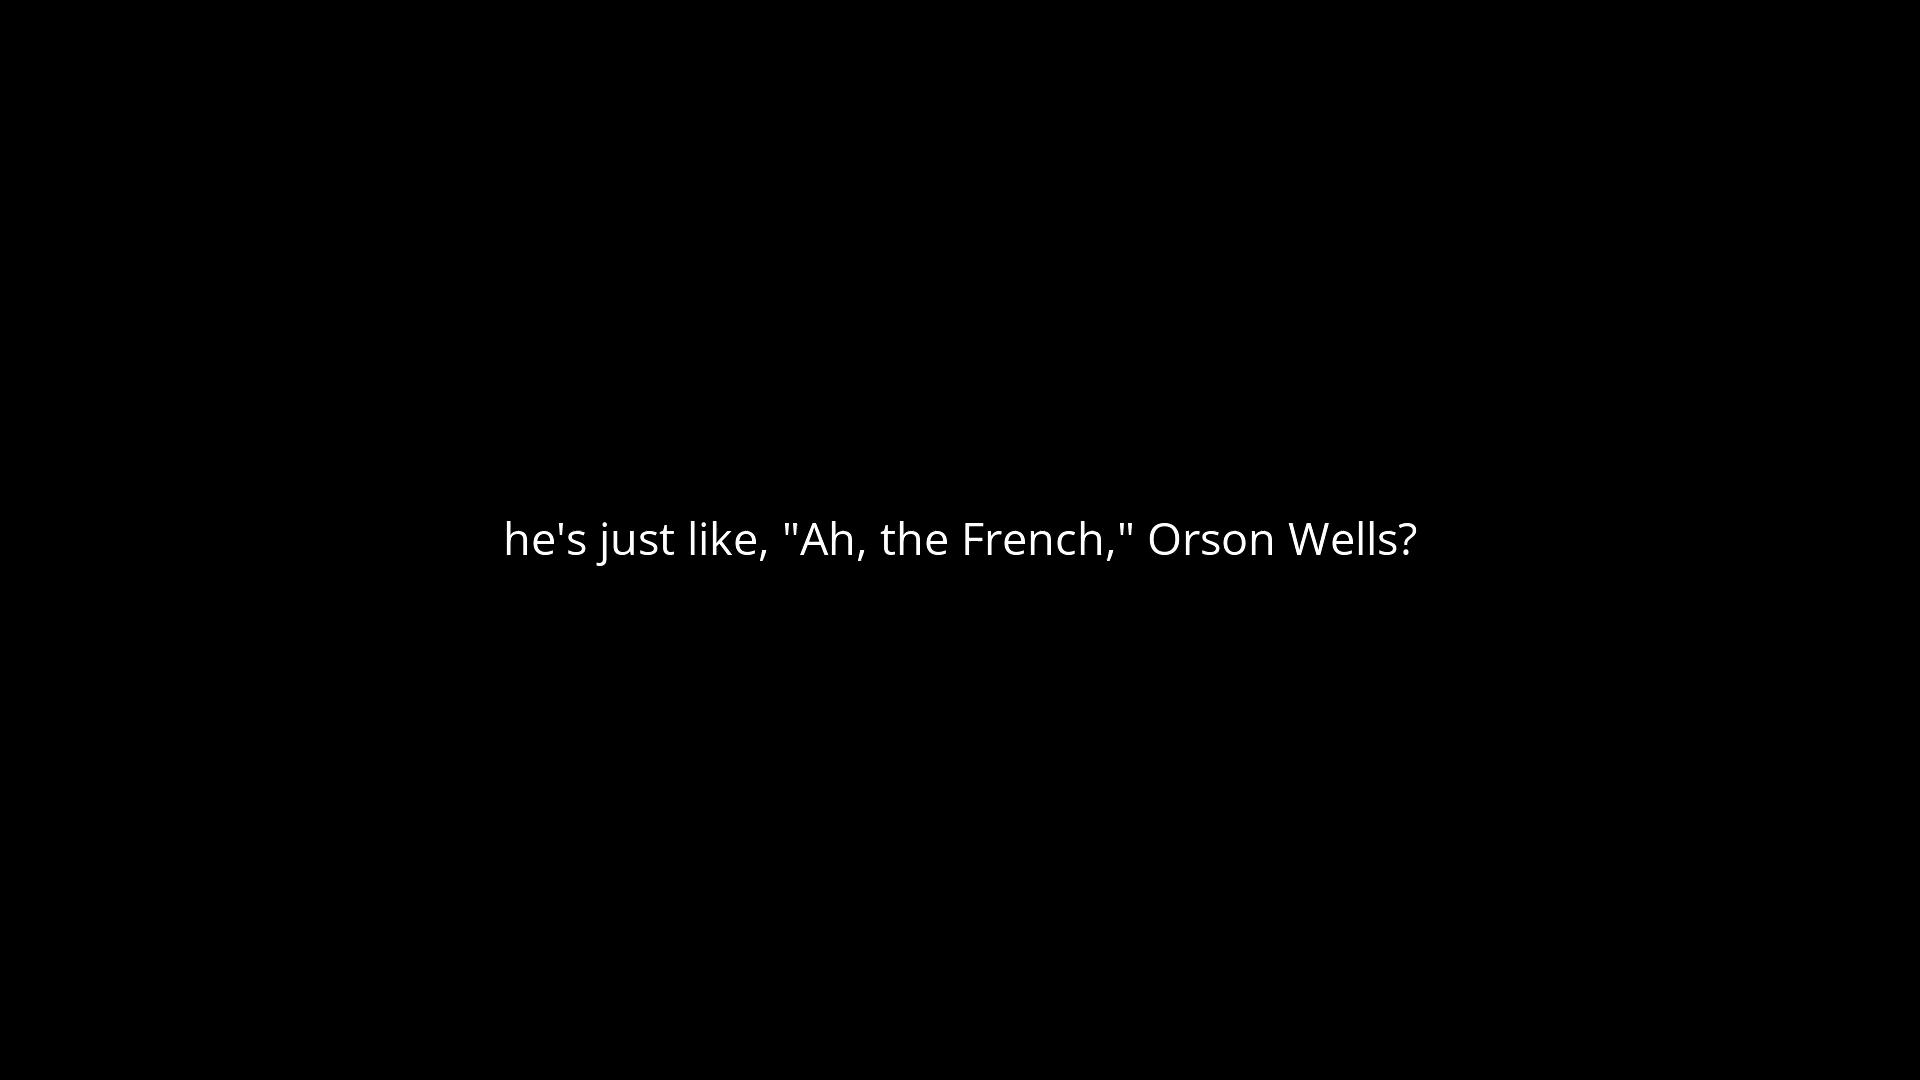 he's just like, "Ah, the French," Orson Wells?